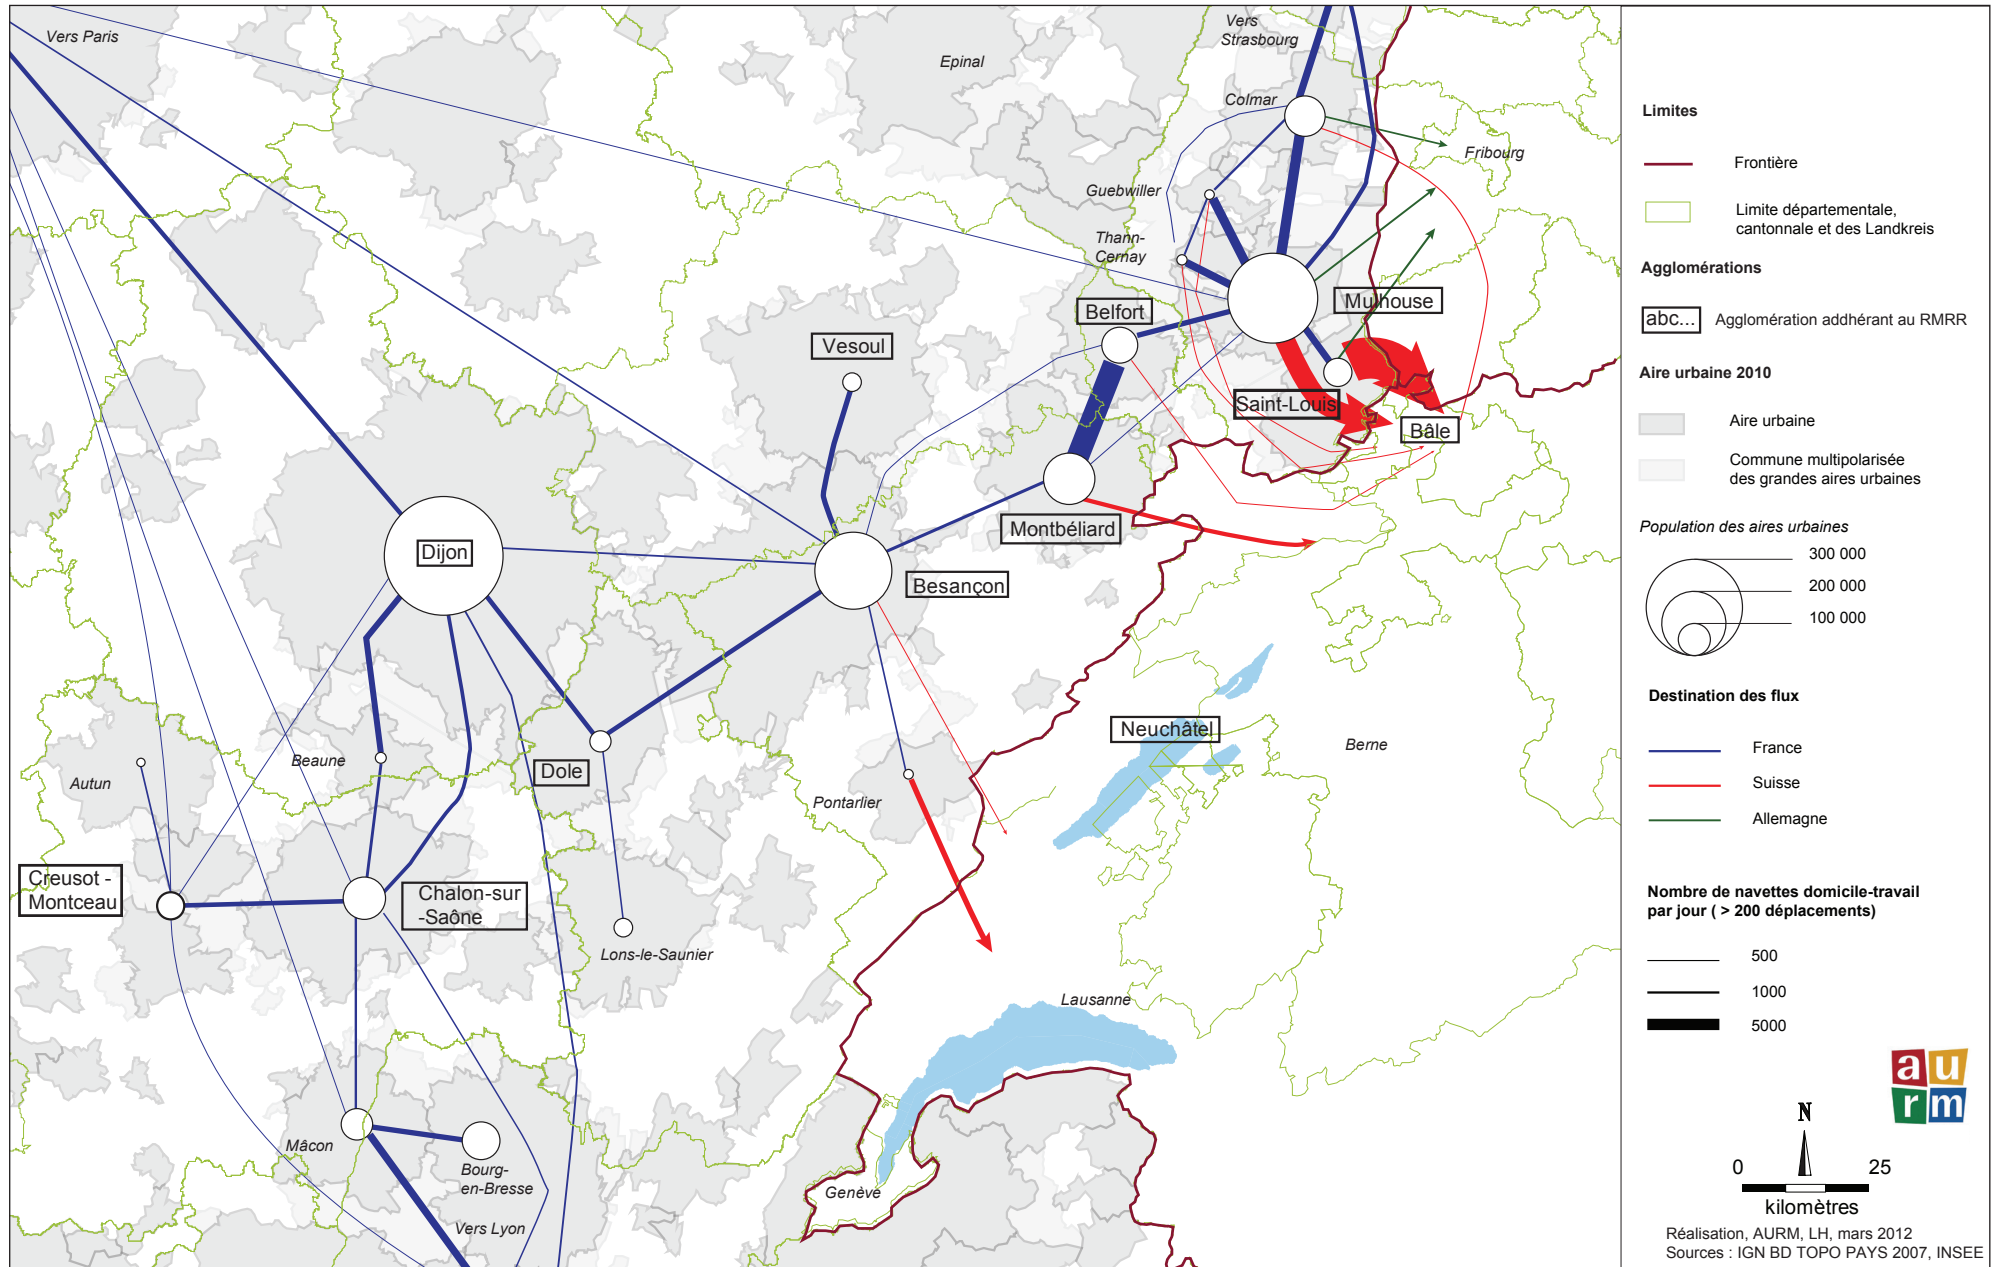 Vers Paris
Epinal
Vers
Strasbourg
Colmar
Fribourg
Guebwiller
Thann-
Cernay
Mulhouse
Belfort
Vesoul
Saint-Louis
Bâle
Montbéliard
Dijon
Besançon
Neuchâtel
Berne
Beaune
Dole
Autun
Pontarlier
Creusot -
Montceau
Chalon-sur
-Saône
Lons-le-Saunier
Lausanne
Mâcon
Bourg-
en-Bresse
Genève
Vers Lyon
Limites
Frontière
Limite départementale,
cantonnale et des Landkreis
Agglomérations
abc... Agglomération addhérant au RMRR
Aire urbaine 2010
Aire urbaine
Commune multipolarisée
des grandes aires urbaines
Population des aires urbaines
300 000
200 000
100 000
Destination des flux
France
Suisse
Allemagne
Nombre de navettes domicile-travail
par jour ( > 200 déplacements)
500
1000
5000
au
rm
N
0 25
kilomètres
Réalisation, AURM, LH, mars 2012
Sources : IGN BD TOPO PAYS 2007, INSEE